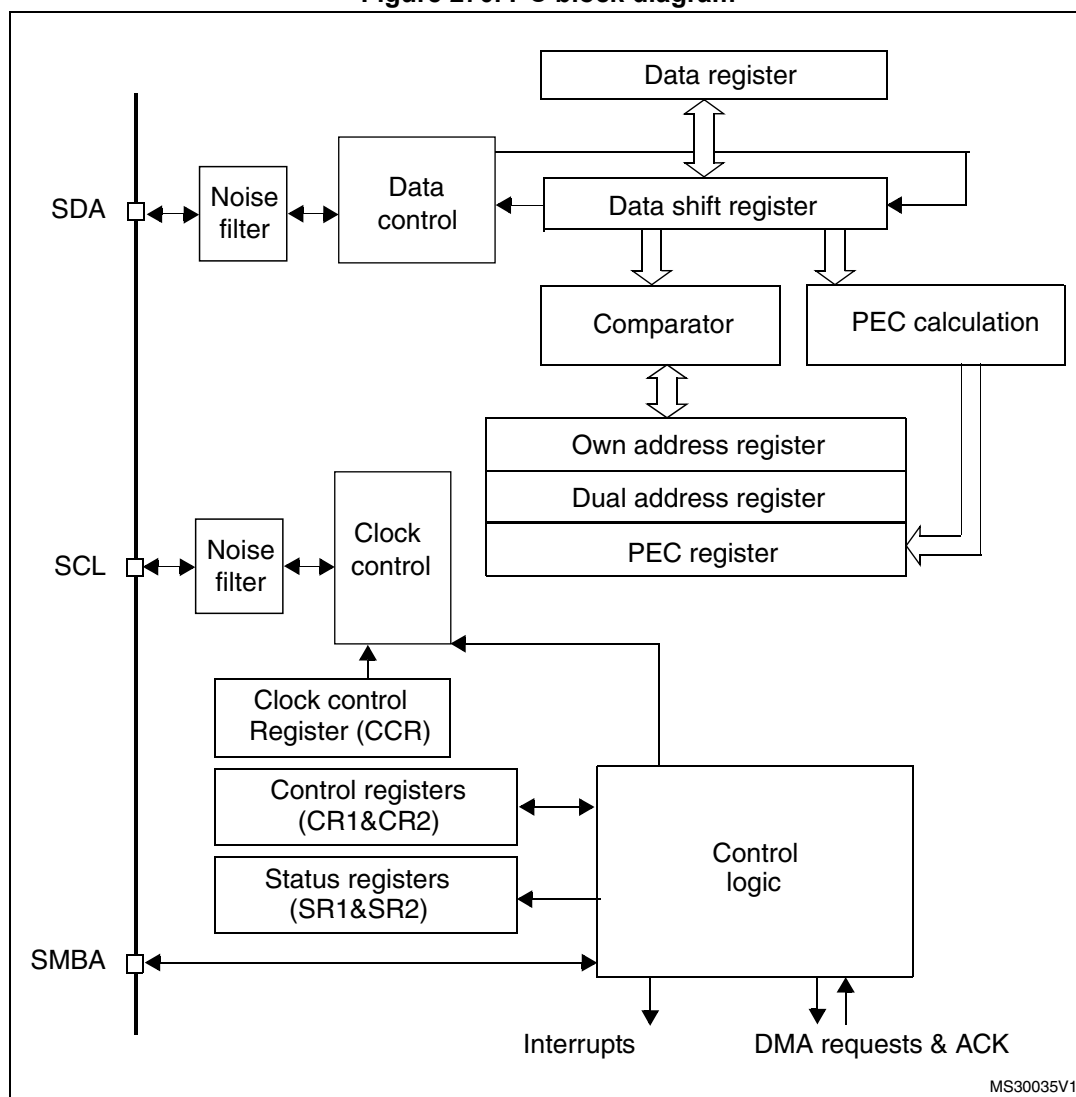 Data register
SDA
Noise
filter
Data
control
Data shift register
Comparator
PEC calculation
Own address register
Dual address register
PEC register
SCL
Noise
filter
Clock
control
Clock control
Register (CCR)
Control registers
(CR1&CR2)
Status registers
(SR1&SR2)
Control
logic
SMBA
Interrupts
DMA requests & ACK
MS30035V1